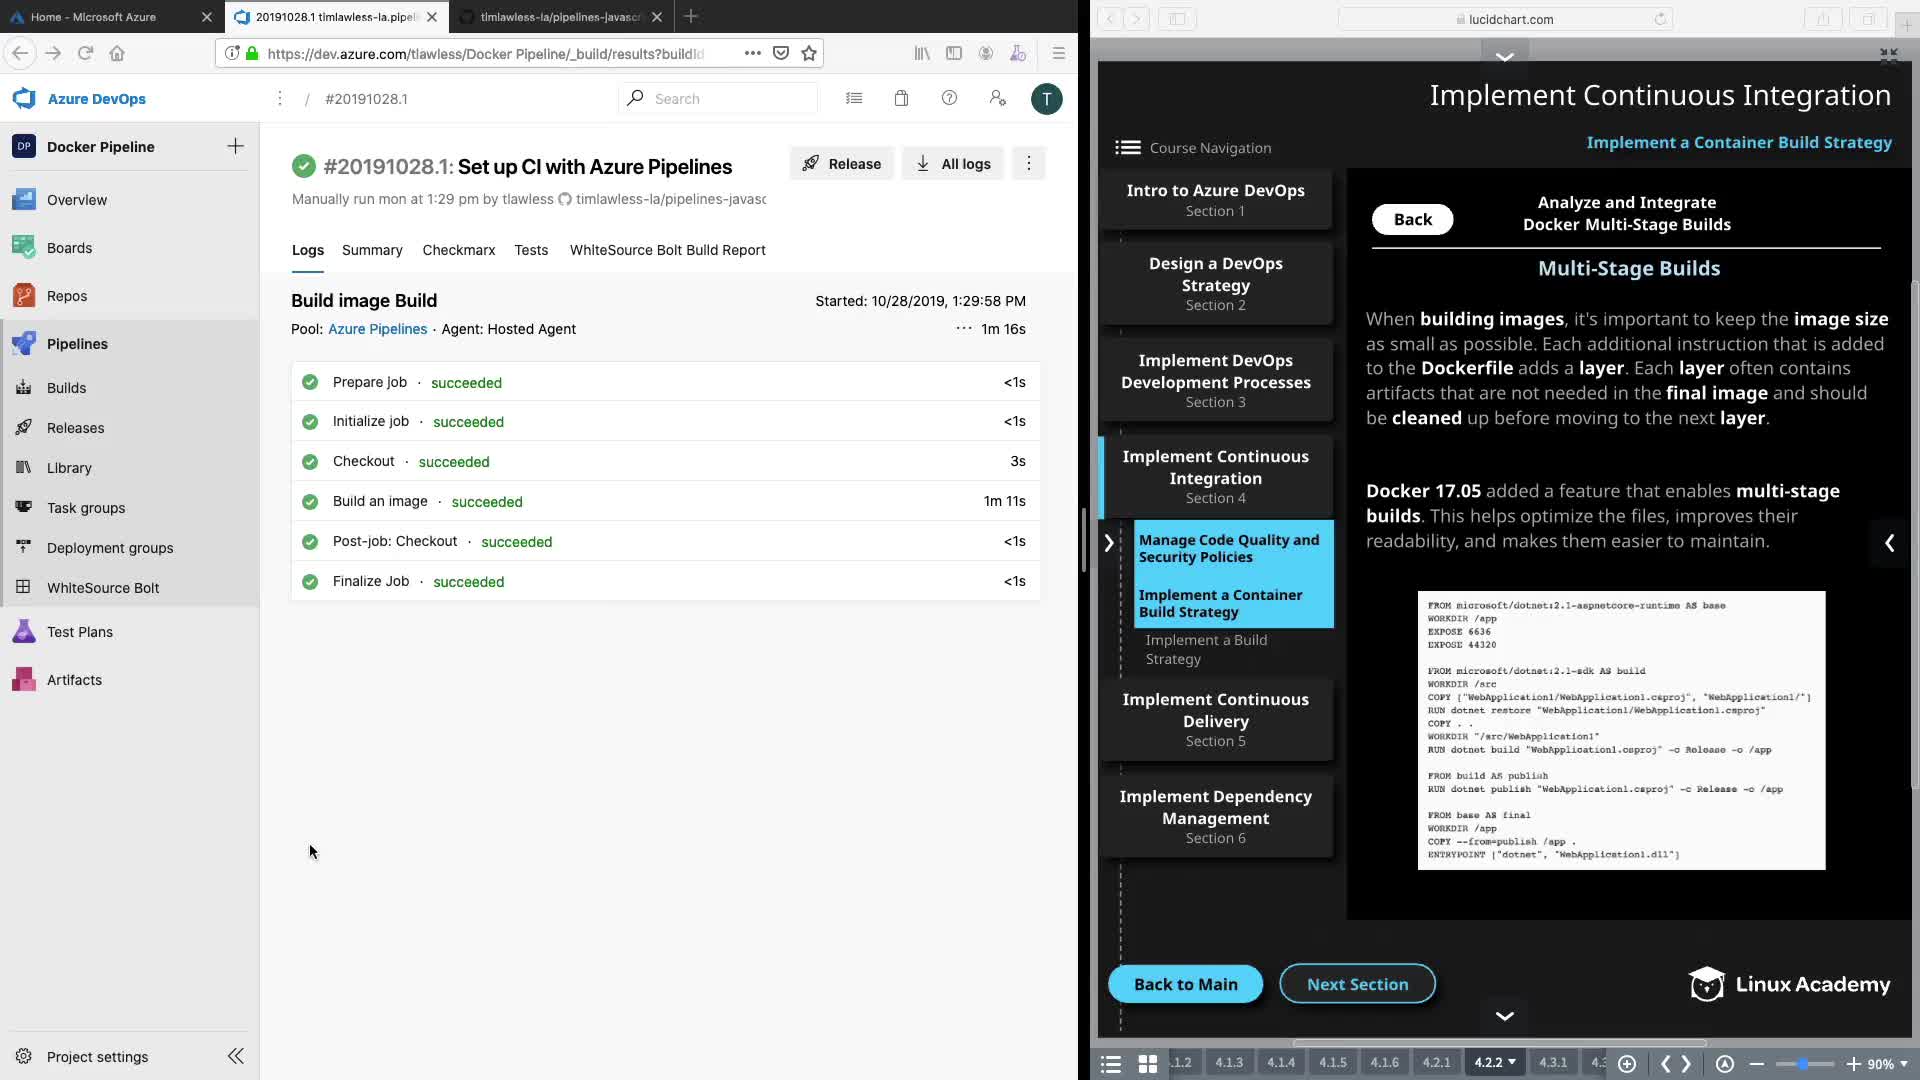 Home - Microsoft Azure
20191028.1 timlawless-la.pipeli
timlawless-la/pipelines-javascri
https://dev.azure.com/tlawless/Docker Pipeline/_build/results?buildId
Azure DevOps
/ #20191028.1
Search
T
DP Docker Pipeline
Overview
Boards
Repos
Pipelines
Builds
Releases
Library
Task groups
Deployment groups
WhiteSource Bolt
Test Plans
Artifacts
Project settings
#20191028.1: Set up CI with Azure Pipelines
Release
All logs
Manually run mon at 1:29 pm by tlawless timlawless-la/pipelines-javasc
Logs Summary Checkmarx Tests WhiteSource Bolt Build Report
Build image Build
Started: 10/28/2019, 1:29:58 PM
Pool: Azure Pipelines · Agent: Hosted Agent
··· 1m 16s
Prepare job · succeeded <1s
Initialize job · succeeded <1s
Checkout · succeeded 3s
Build an image · succeeded 1m 11s
Post-job: Checkout · succeeded <1s
Finalize Job · succeeded <1s
lucidchart.com
Implement Continuous Integration
Implement a Container Build Strategy
Course Navigation
Intro to Azure DevOps
Section 1
Design a DevOps
Strategy
Section 2
Implement DevOps
Development Processes
Section 3
Implement Continuous
Integration
Section 4
Manage Code Quality and
Security Policies
Implement a Container
Build Strategy
Implement a Build
Strategy
Implement Continuous
Delivery
Section 5
Implement Dependency
Management
Section 6
Back
Analyze and Integrate
Docker Multi-Stage Builds
Multi-Stage Builds
When building images, it's important to keep the image size
as small as possible. Each additional instruction that is added
to the Dockerfile adds a layer. Each layer often contains
artifacts that are not needed in the final image and should
be cleaned up before moving to the next layer.
Docker 17.05 added a feature that enables multi-stage
builds. This helps optimize the files, improves their
readability, and makes them easier to maintain.
FROM microsoft/dotnet:2.1-aspnetcore-runtime AS base
WORKDIR /app
EXPOSE 6636
EXPOSE 44320
FROM microsoft/dotnet:2.1-sdk AS build
WORKDIR /src
COPY ["WebApplication1/WebApplication1.csproj", "WebApplication1/"]
RUN dotnet restore "WebApplication1/WebApplication1.csproj"
COPY . .
WORKDIR "/src/WebApplication1"
RUN dotnet build "WebApplication1.csproj" -c Release -o /app
FROM build AS publish
RUN dotnet publish "WebApplication1.csproj" -c Release -o /app
FROM base AS final
WORKDIR /app
COPY --from=publish /app .
ENTRYPOINT ["dotnet", "WebApplication1.dll"]
Back to Main
Next Section
Linux Academy
.1.2 4.1.3 4.1.4 4.1.5 4.1.6 4.2.1 4.2.2 4.3.1 4.3 90%